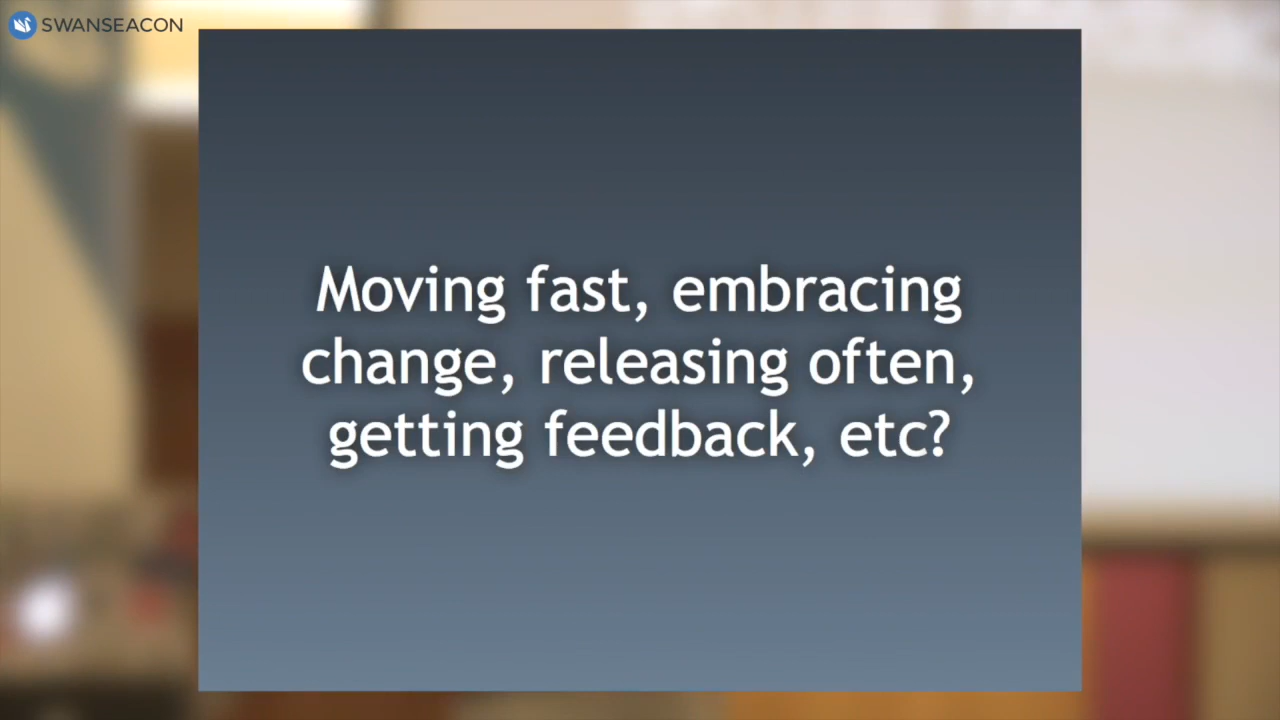 SWANSEACON
Moving fast, embracing
change, releasing often,
getting feedback, etc?